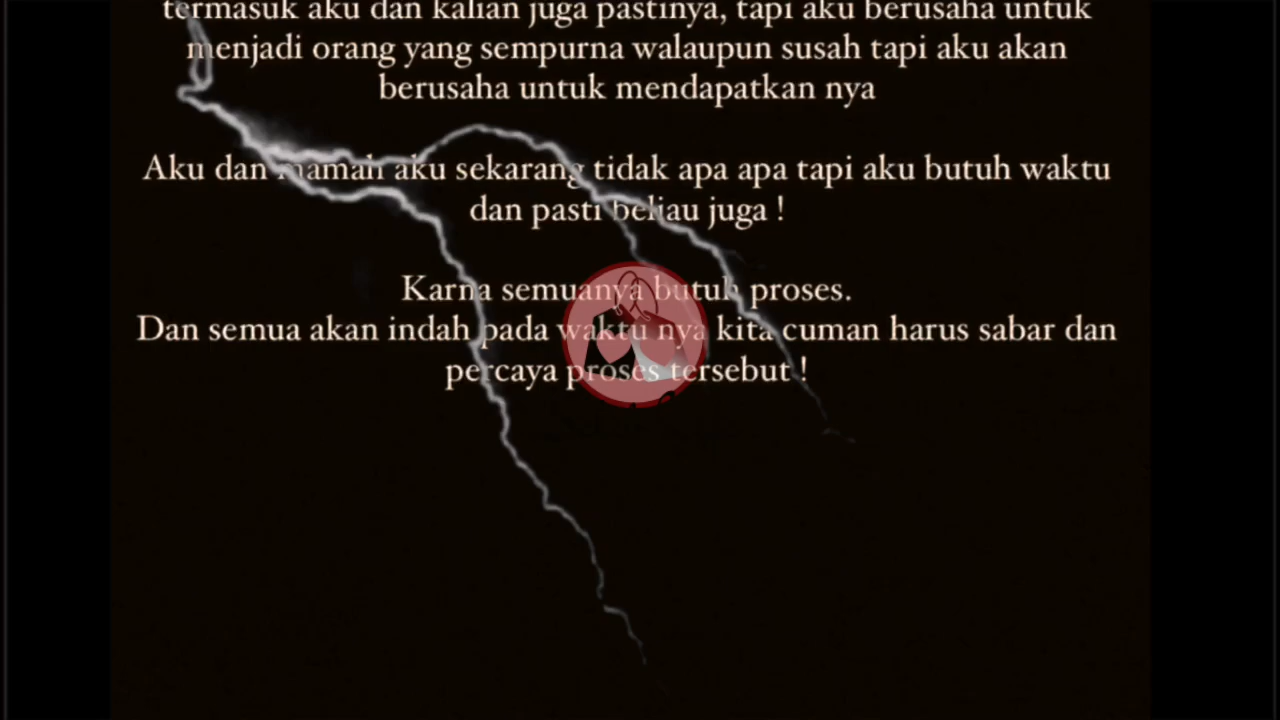 termasuk aku dan kalian juga pastinya, tapi aku berusaha untuk
menjadi orang yang sempurna walaupun susah tapi aku akan
berusaha untuk mendapatkan nya
Aku dan mamah aku sekarang tidak apa apa tapi aku butuh waktu
dan pasti beliau juga !
Karna semuanya butuh proses.
Dan semua akan indah pada waktu nya kita cuman harus sabar dan
percaya proses tersebut !